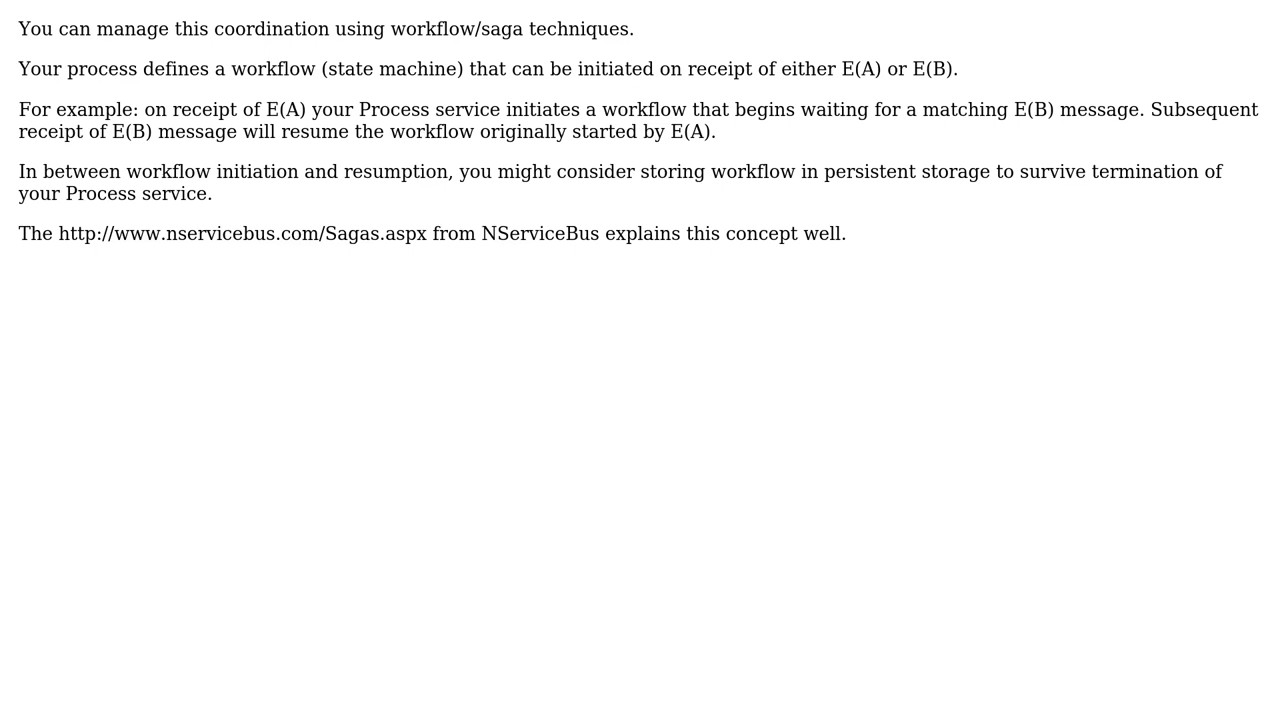 You can manage this coordination using workflow/saga techniques.
Your process defines a workflow (state machine) that can be initiated on receipt of either E(A) or E(B).
For example: on receipt of E(A) your Process service initiates a workflow that begins waiting for a matching E(B) message. Subsequent
receipt of E(B) message will resume the workflow originally started by E(A).
In between workflow initiation and resumption, you might consider storing workflow in persistent storage to survive termination of
your Process service.
The http://www.nservicebus.com/Sagas.aspx from NServiceBus explains this concept well.